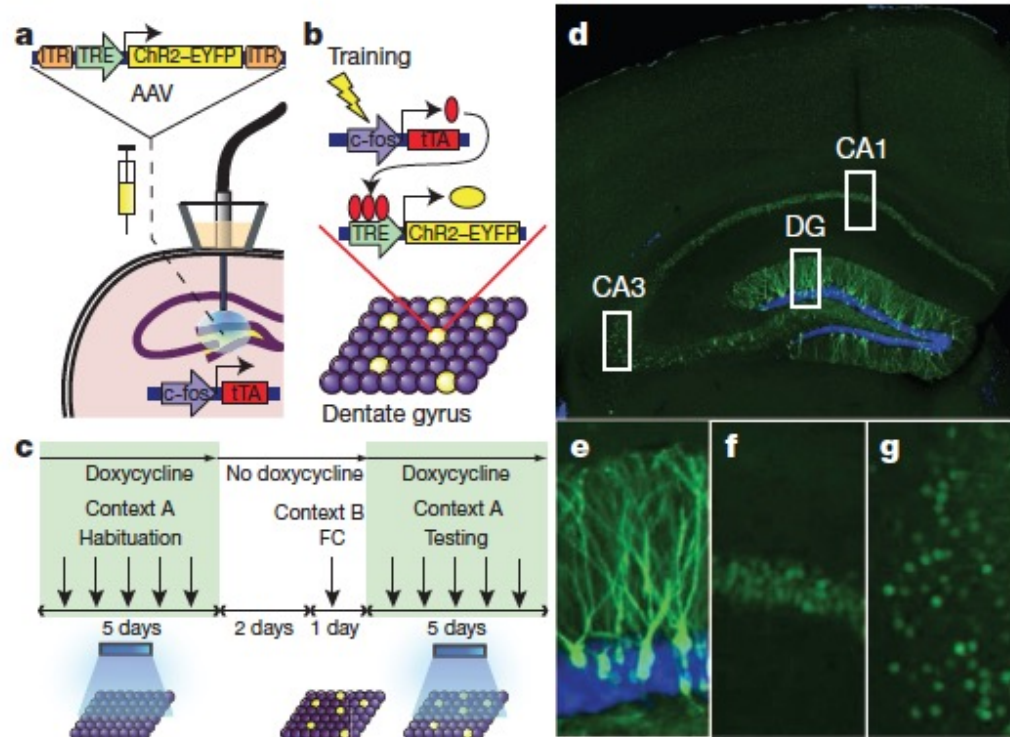 a
ITR TRE ChR2–EYFP ITR
AAV
c-fos tTA
b
Training
c-fos tTA
TRE ChR2–EYFP
Dentate gyrus
c
Doxycycline No doxycycline Doxycycline
Context A Context B Context A
Habituation FC Testing
5 days 2 days 1 day 5 days
d
CA1
DG
CA3
e
f
g